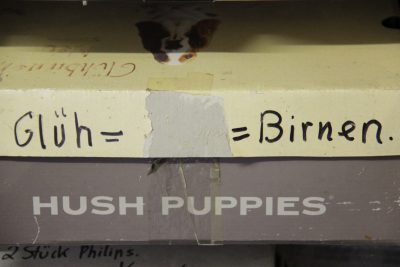 Glüh= =Birnen.
HUSH PUPPIES
2 Stück Philips.